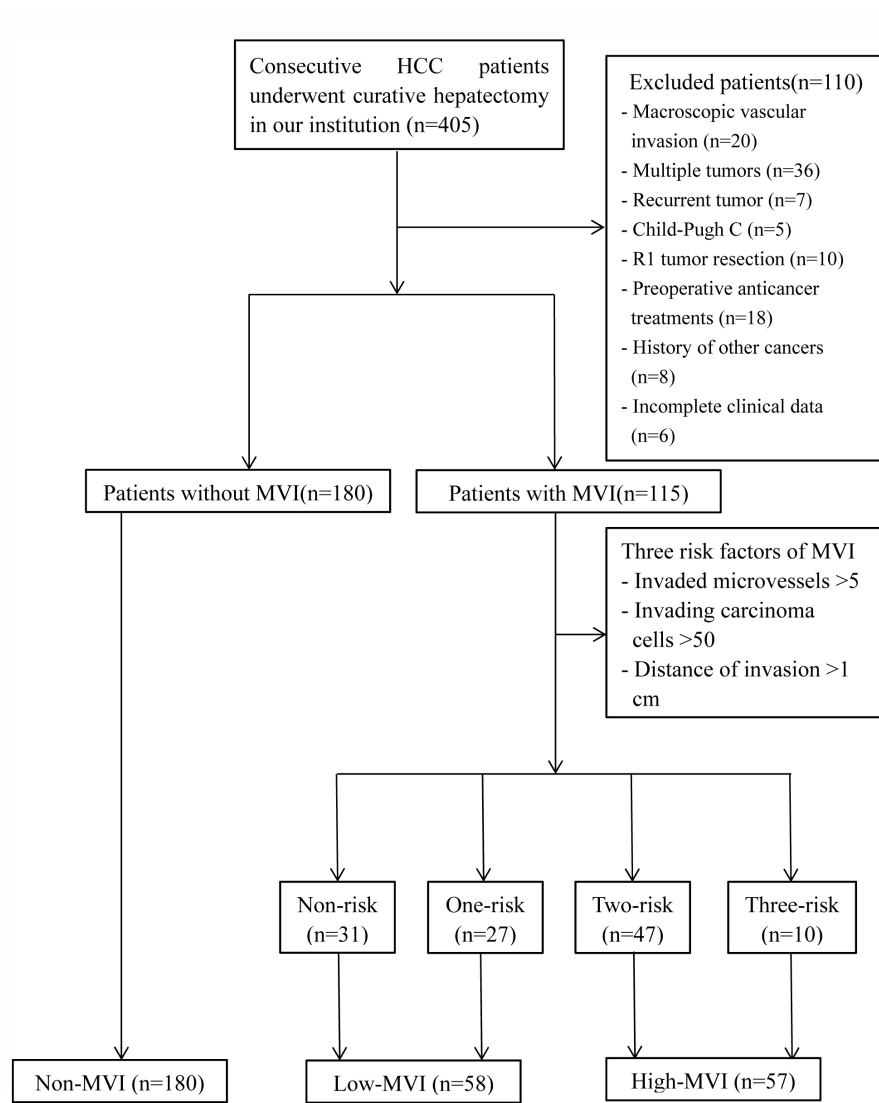 Consecutive HCC patients
underwent curative hepatectomy
in our institution (n=405)
Excluded patients(n=110)
- Macroscopic vascular
invasion (n=20)
- Multiple tumors (n=36)
- Recurrent tumor (n=7)
- Child-Pugh C (n=5)
- R1 tumor resection (n=10)
- Preoperative anticancer
treatments (n=18)
- History of other cancers
(n=8)
- Incomplete clinical data
(n=6)
Patients without MVI(n=180)
Patients with MVI(n=115)
Three risk factors of MVI
- Invaded microvessels >5
- Invading carcinoma
cells >50
- Distance of invasion >1
cm
Non-risk
(n=31)
One-risk
(n=27)
Two-risk
(n=47)
Three-risk
(n=10)
Non-MVI (n=180)
Low-MVI (n=58)
High-MVI (n=57)